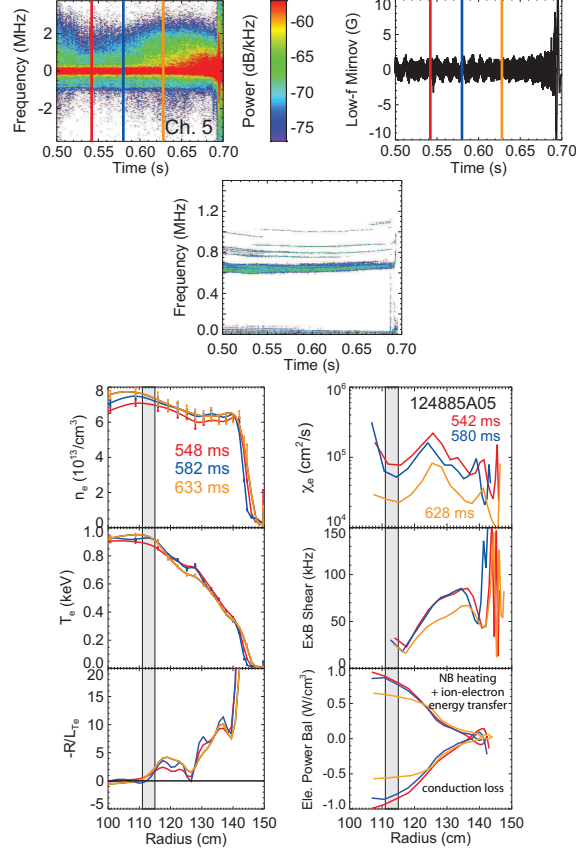 Frequency (MHz)
2
0
-2
Ch. 5
0.50 0.55 0.60 0.65 0.70
Time (s)
Power (dB/kHz)
-60
-65
-70
-75
Low-f Mirnov (G)
10
5
0
-5
-10
0.50 0.55 0.60 0.65 0.70
Time (s)
Frequency (MHz)
1.2
0.8
0.4
0.0
0.50 0.55 0.60 0.65 0.70
Time (s)
n_e (10^13/cm^3)
8
6
4
2
0
548 ms
582 ms
633 ms
T_e (keV)
1.0
0.8
0.6
0.4
0.2
0.0
-R/L_Te
20
15
10
5
0
5
100 110 120 130 140 150
Radius (cm)
χ_e (cm^2/s)
10^6
10^5
10^4
124885A05
542 ms
580 ms
628 ms
ExB Shear (kHz)
150
100
50
0
Ele. Power Bal (W/cm^3)
1.0
0.5
0.0
-0.5
-1.0
NB heating
+ ion-electron
energy transfer
conduction loss
100 110 120 130 140 150
Radius (cm)